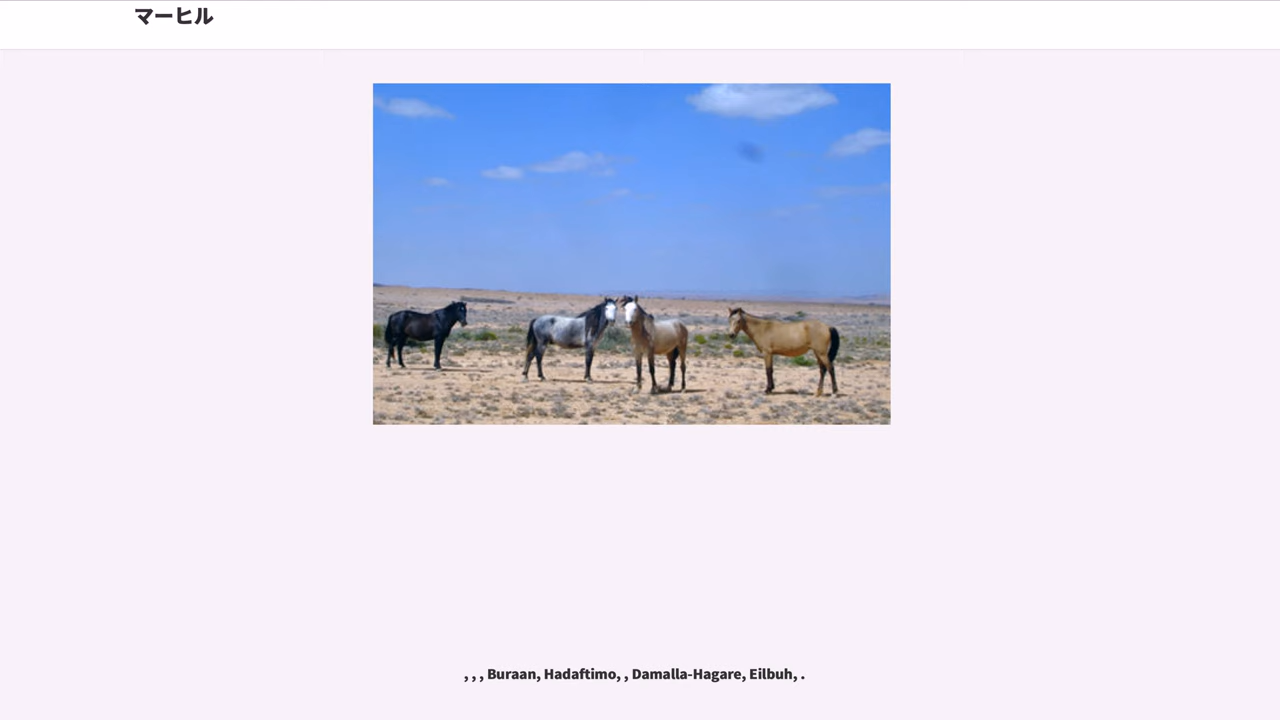 マーヒル
, , , Buraan, Hadaftimo, , Damalla-Hagare, Eilbuh, .